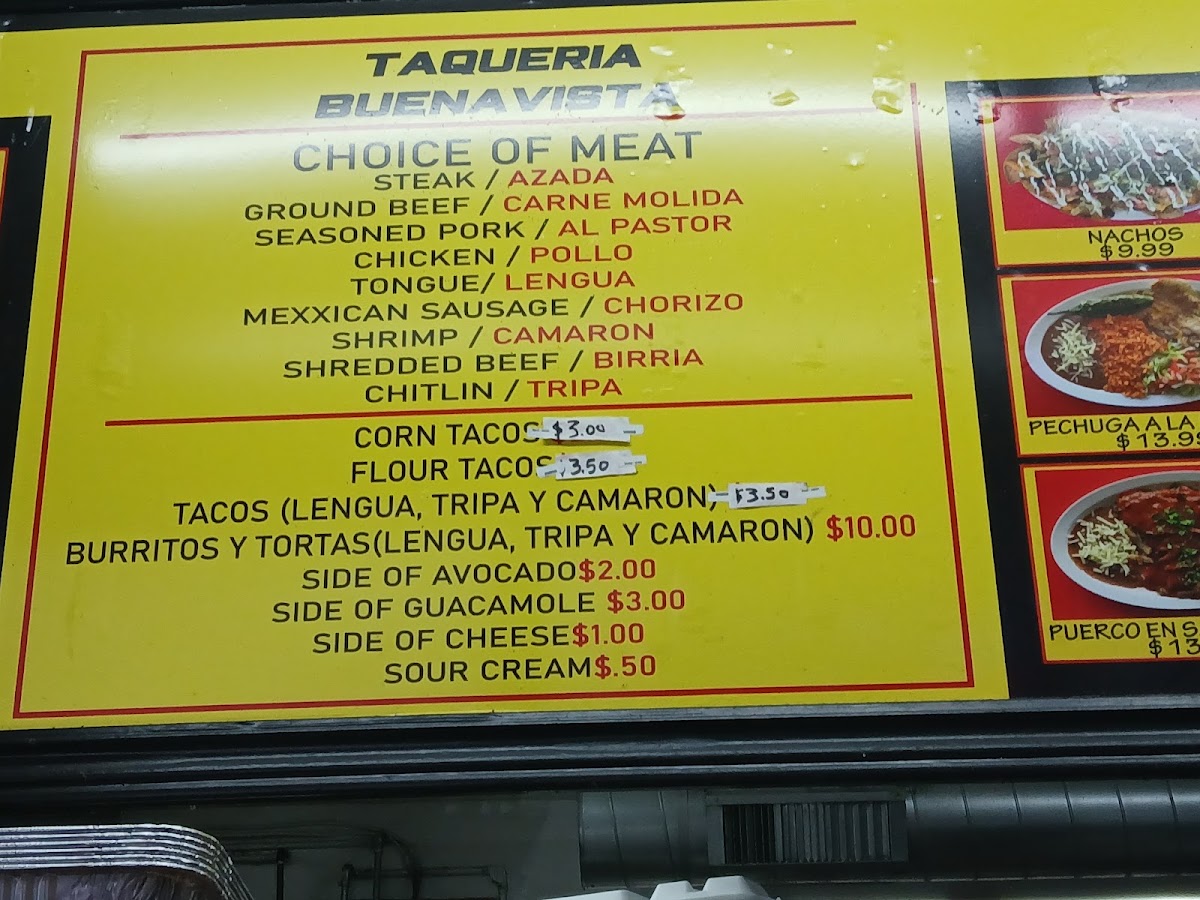 TAQUERIA
BUENAVISTA
CHOICE OF MEAT
STEAK / AZADA
GROUND BEEF / CARNE MOLIDA
SEASONED PORK / AL PASTOR
CHICKEN / POLLO
TONGUE/ LENGUA
MEXXICAN SAUSAGE / CHORIZO
SHRIMP / CAMARON
SHREDDED BEEF / BIRRIA
CHITLIN / TRIPA
CORN TACOS $3.00
FLOUR TACOS 3.50
TACOS (LENGUA, TRIPA Y CAMARON) $3.50
BURRITOS Y TORTAS(LENGUA, TRIPA Y CAMARON) $10.00
SIDE OF AVOCADO$2.00
SIDE OF GUACAMOLE $3.00
SIDE OF CHEESE$1.00
SOUR CREAM$.50
NACHOS
$9.99
PECHUGA A LA
$13.9
PUERCO EN S
$13